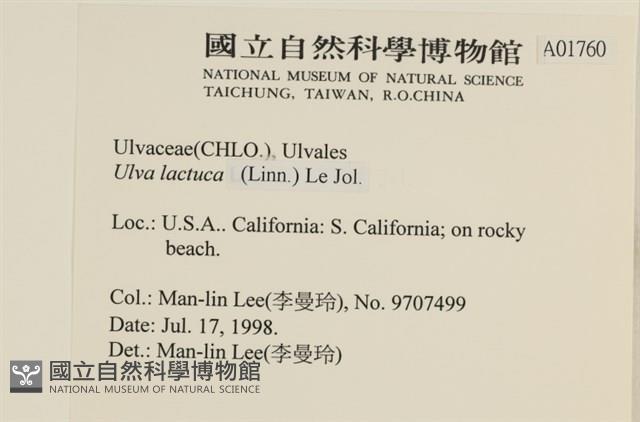 國立自然科學博物館 A01760
NATIONAL MUSEUM OF NATURAL SCIENCE
TAICHUNG, TAIWAN, R.O.CHINA
Ulvaceae(CHLO.), Ulvales
Ulva lactuca (Linn.) Le Jol.
Loc.: U.S.A.. California: S. California; on rocky
beach.
Col.: Man-lin Lee(李曼玲), No. 9707499
Date: Jul. 17, 1998.
Det.: Man-lin Lee(李曼玲)
國立自然科學博物館
NATIONAL MUSEUM OF NATURAL SCIENCE